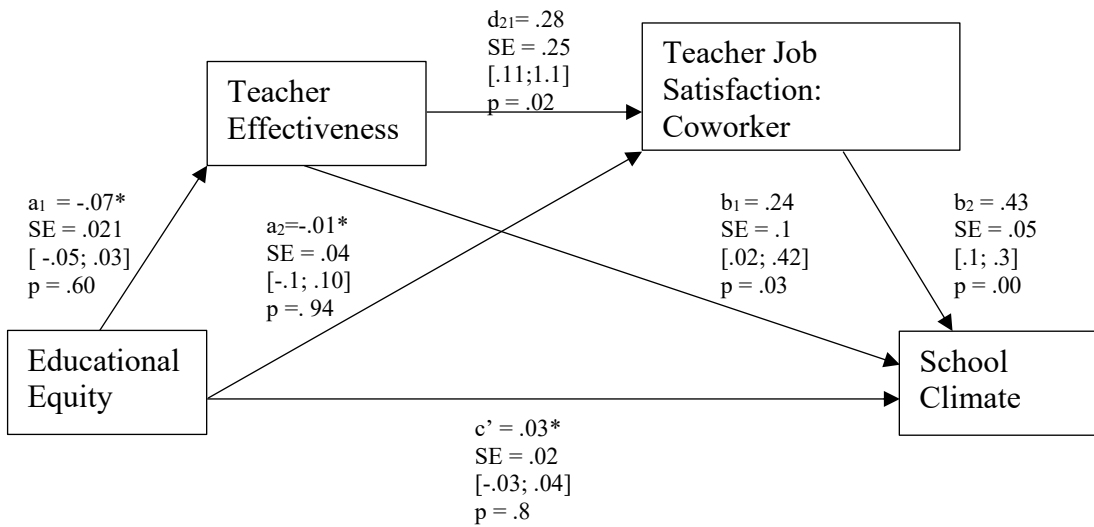 d21= .28
SE = .25
[.11;1.1]
p = .02
Teacher Job
Satisfaction:
Coworker
Teacher
Effectiveness
a1 = -.07*
SE = .021
[ -.05; .03]
p = .60
a2=-.01*
SE = .04
[-.1; .10]
p=. 94
b1 = .24
SE = .1
[.02; .42]
p = .03
b2 = .43
SE = .05
[.1; .3]
p = .00
Educational
Equity
School
Climate
c’ = .03*
SE = .02
[-.03; .04]
p = .8